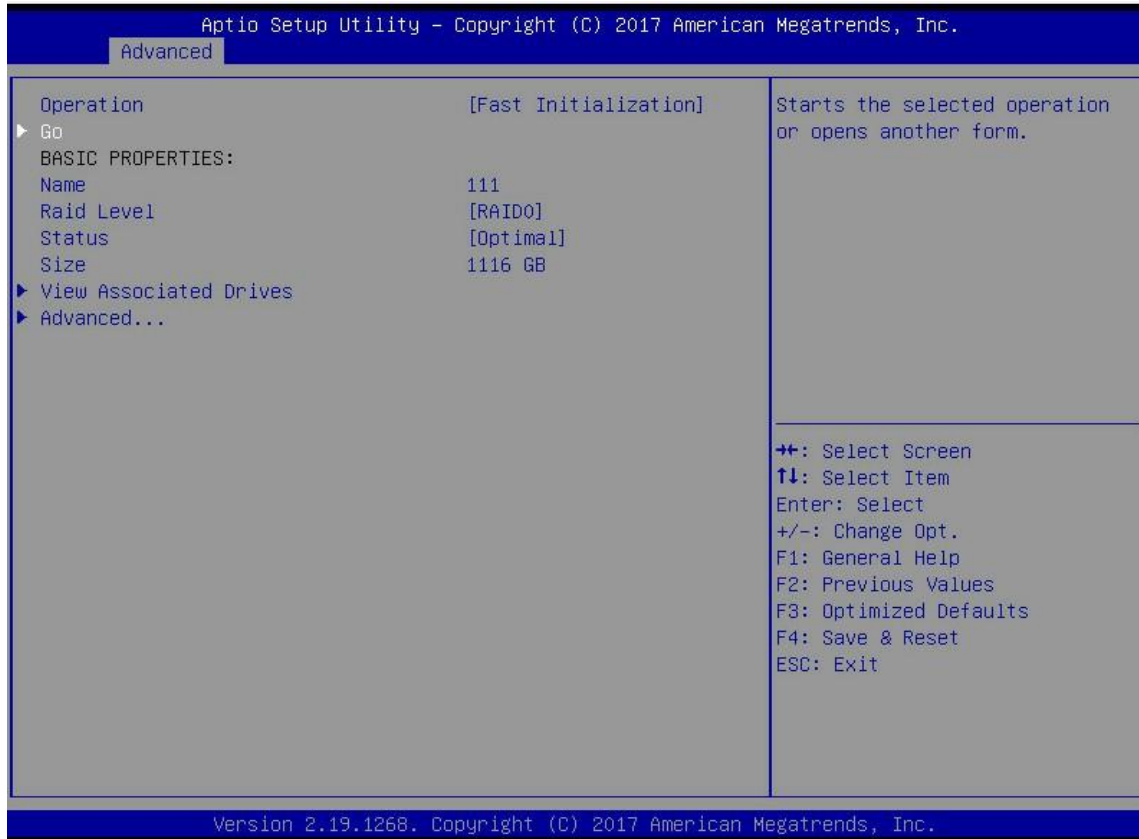 Aptio Setup Utility – Copyright (C) 2017 American Megatrends, Inc.
Advanced
Operation [Fast Initialization]
▶ Go
BASIC PROPERTIES:
Name 111
Raid Level [RAID0]
Status [Optimal]
Size 1116 GB
▶ View Associated Drives
▶ Advanced...
Starts the selected operation
or opens another form.
→←: Select Screen
↑↓: Select Item
Enter: Select
+/-: Change Opt.
F1: General Help
F2: Previous Values
F3: Optimized Defaults
F4: Save & Reset
ESC: Exit
Version 2.19.1268. Copyright (C) 2017 American Megatrends, Inc.